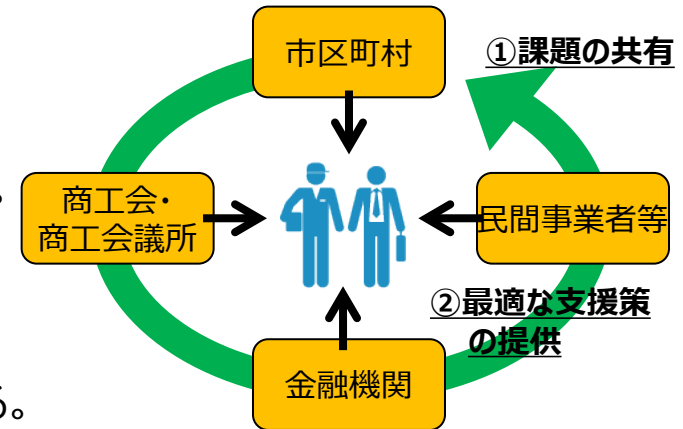 市区町村
①課題の共有
商工会・
商工会議所
民間事業者等
②最適な支援策
の提供
金融機関
る。